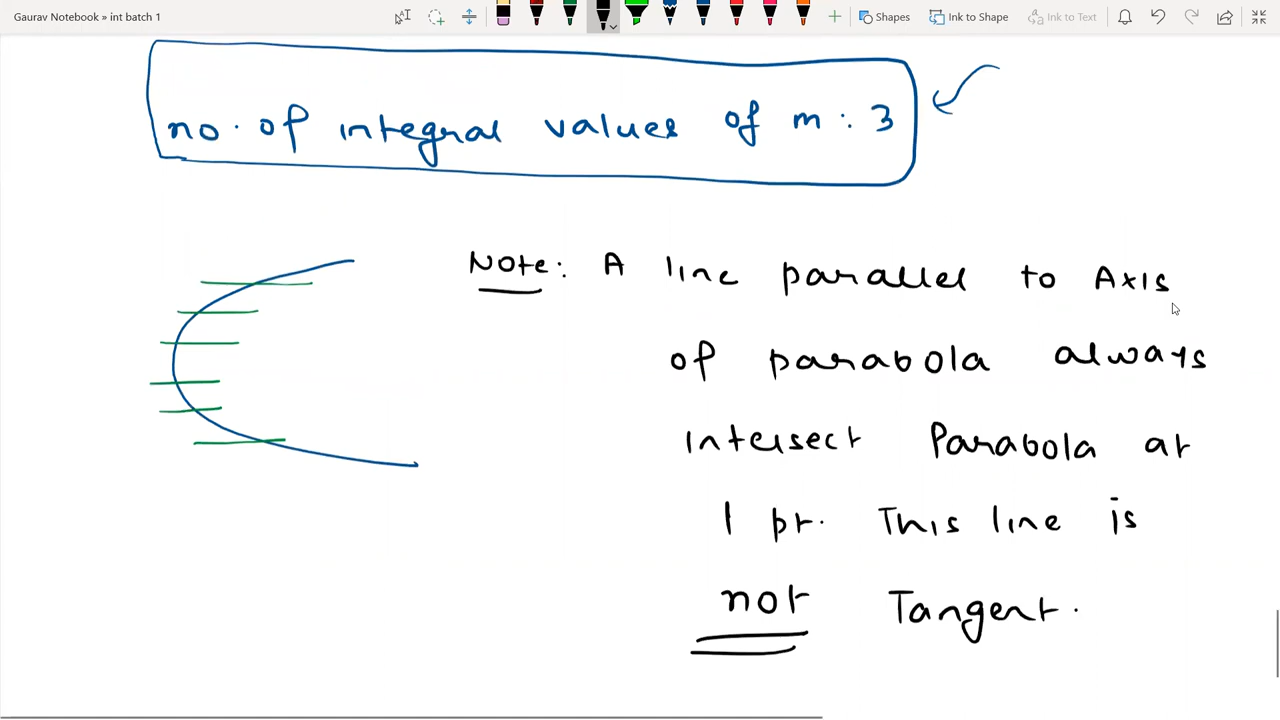 Gaurav Notebook » int batch 1
Shapes
Ink to Shape
Ink to Text
no. of integral values of m : 3
Note: A line parallel to Axis
of parabola always
intersect Parabola at
1 pt. This line is
not Tangent.